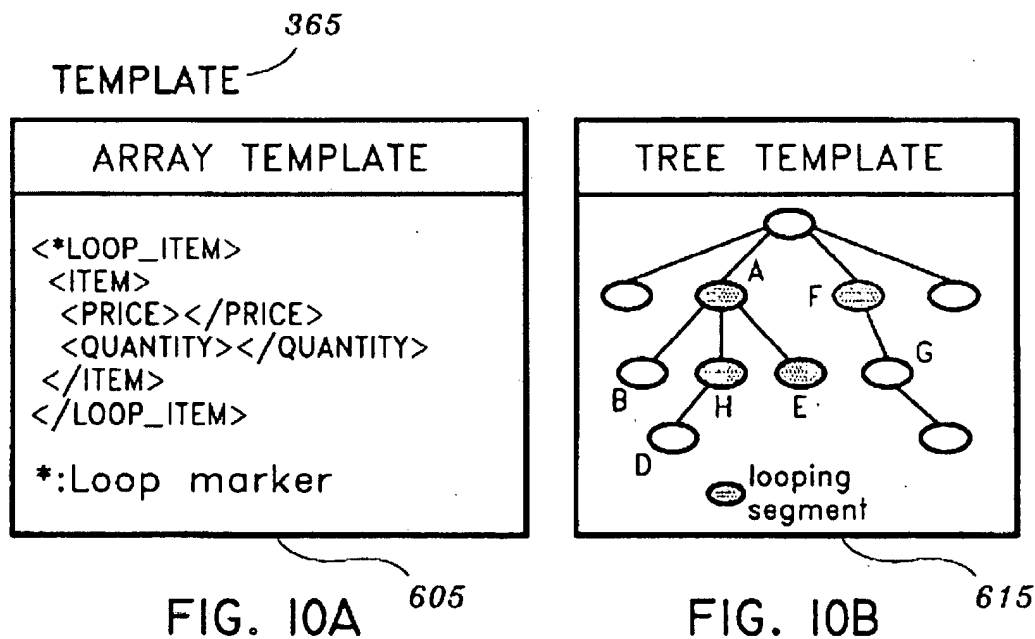 365
TEMPLATE
ARRAY TEMPLATE
<*LOOP_ITEM>
<ITEM>
<PRICE></PRICE>
<QUANTITY></QUANTITY>
</ITEM>
</LOOP_ITEM>
*:Loop marker
605
FIG. 10A
TREE TEMPLATE
A
F
B
H
E
G
D
looping
segment
615
FIG. 10B